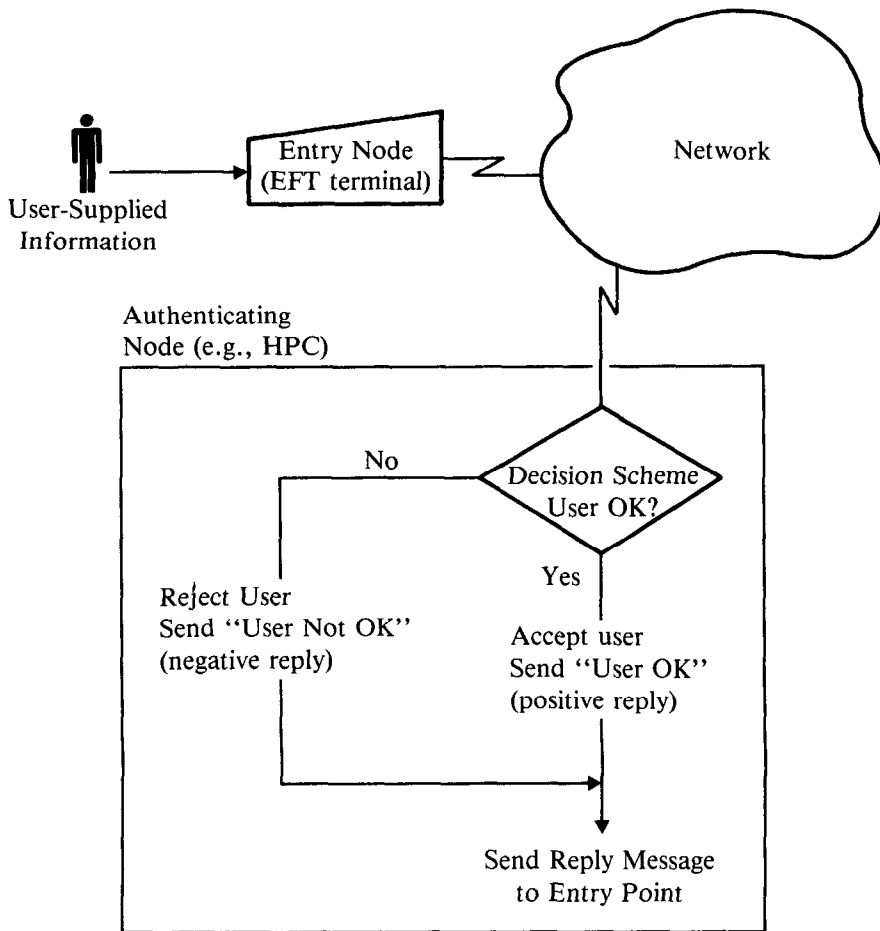 Entry Node
(EFT terminal)
Network
User-Supplied
Information
Authenticating
Node (e.g., HPC)
No
Decision Scheme
User OK?
Yes
Reject User
Send “User Not OK”
(negative reply)
Accept user
Send “User OK”
(positive reply)
Send Reply Message
to Entry Point